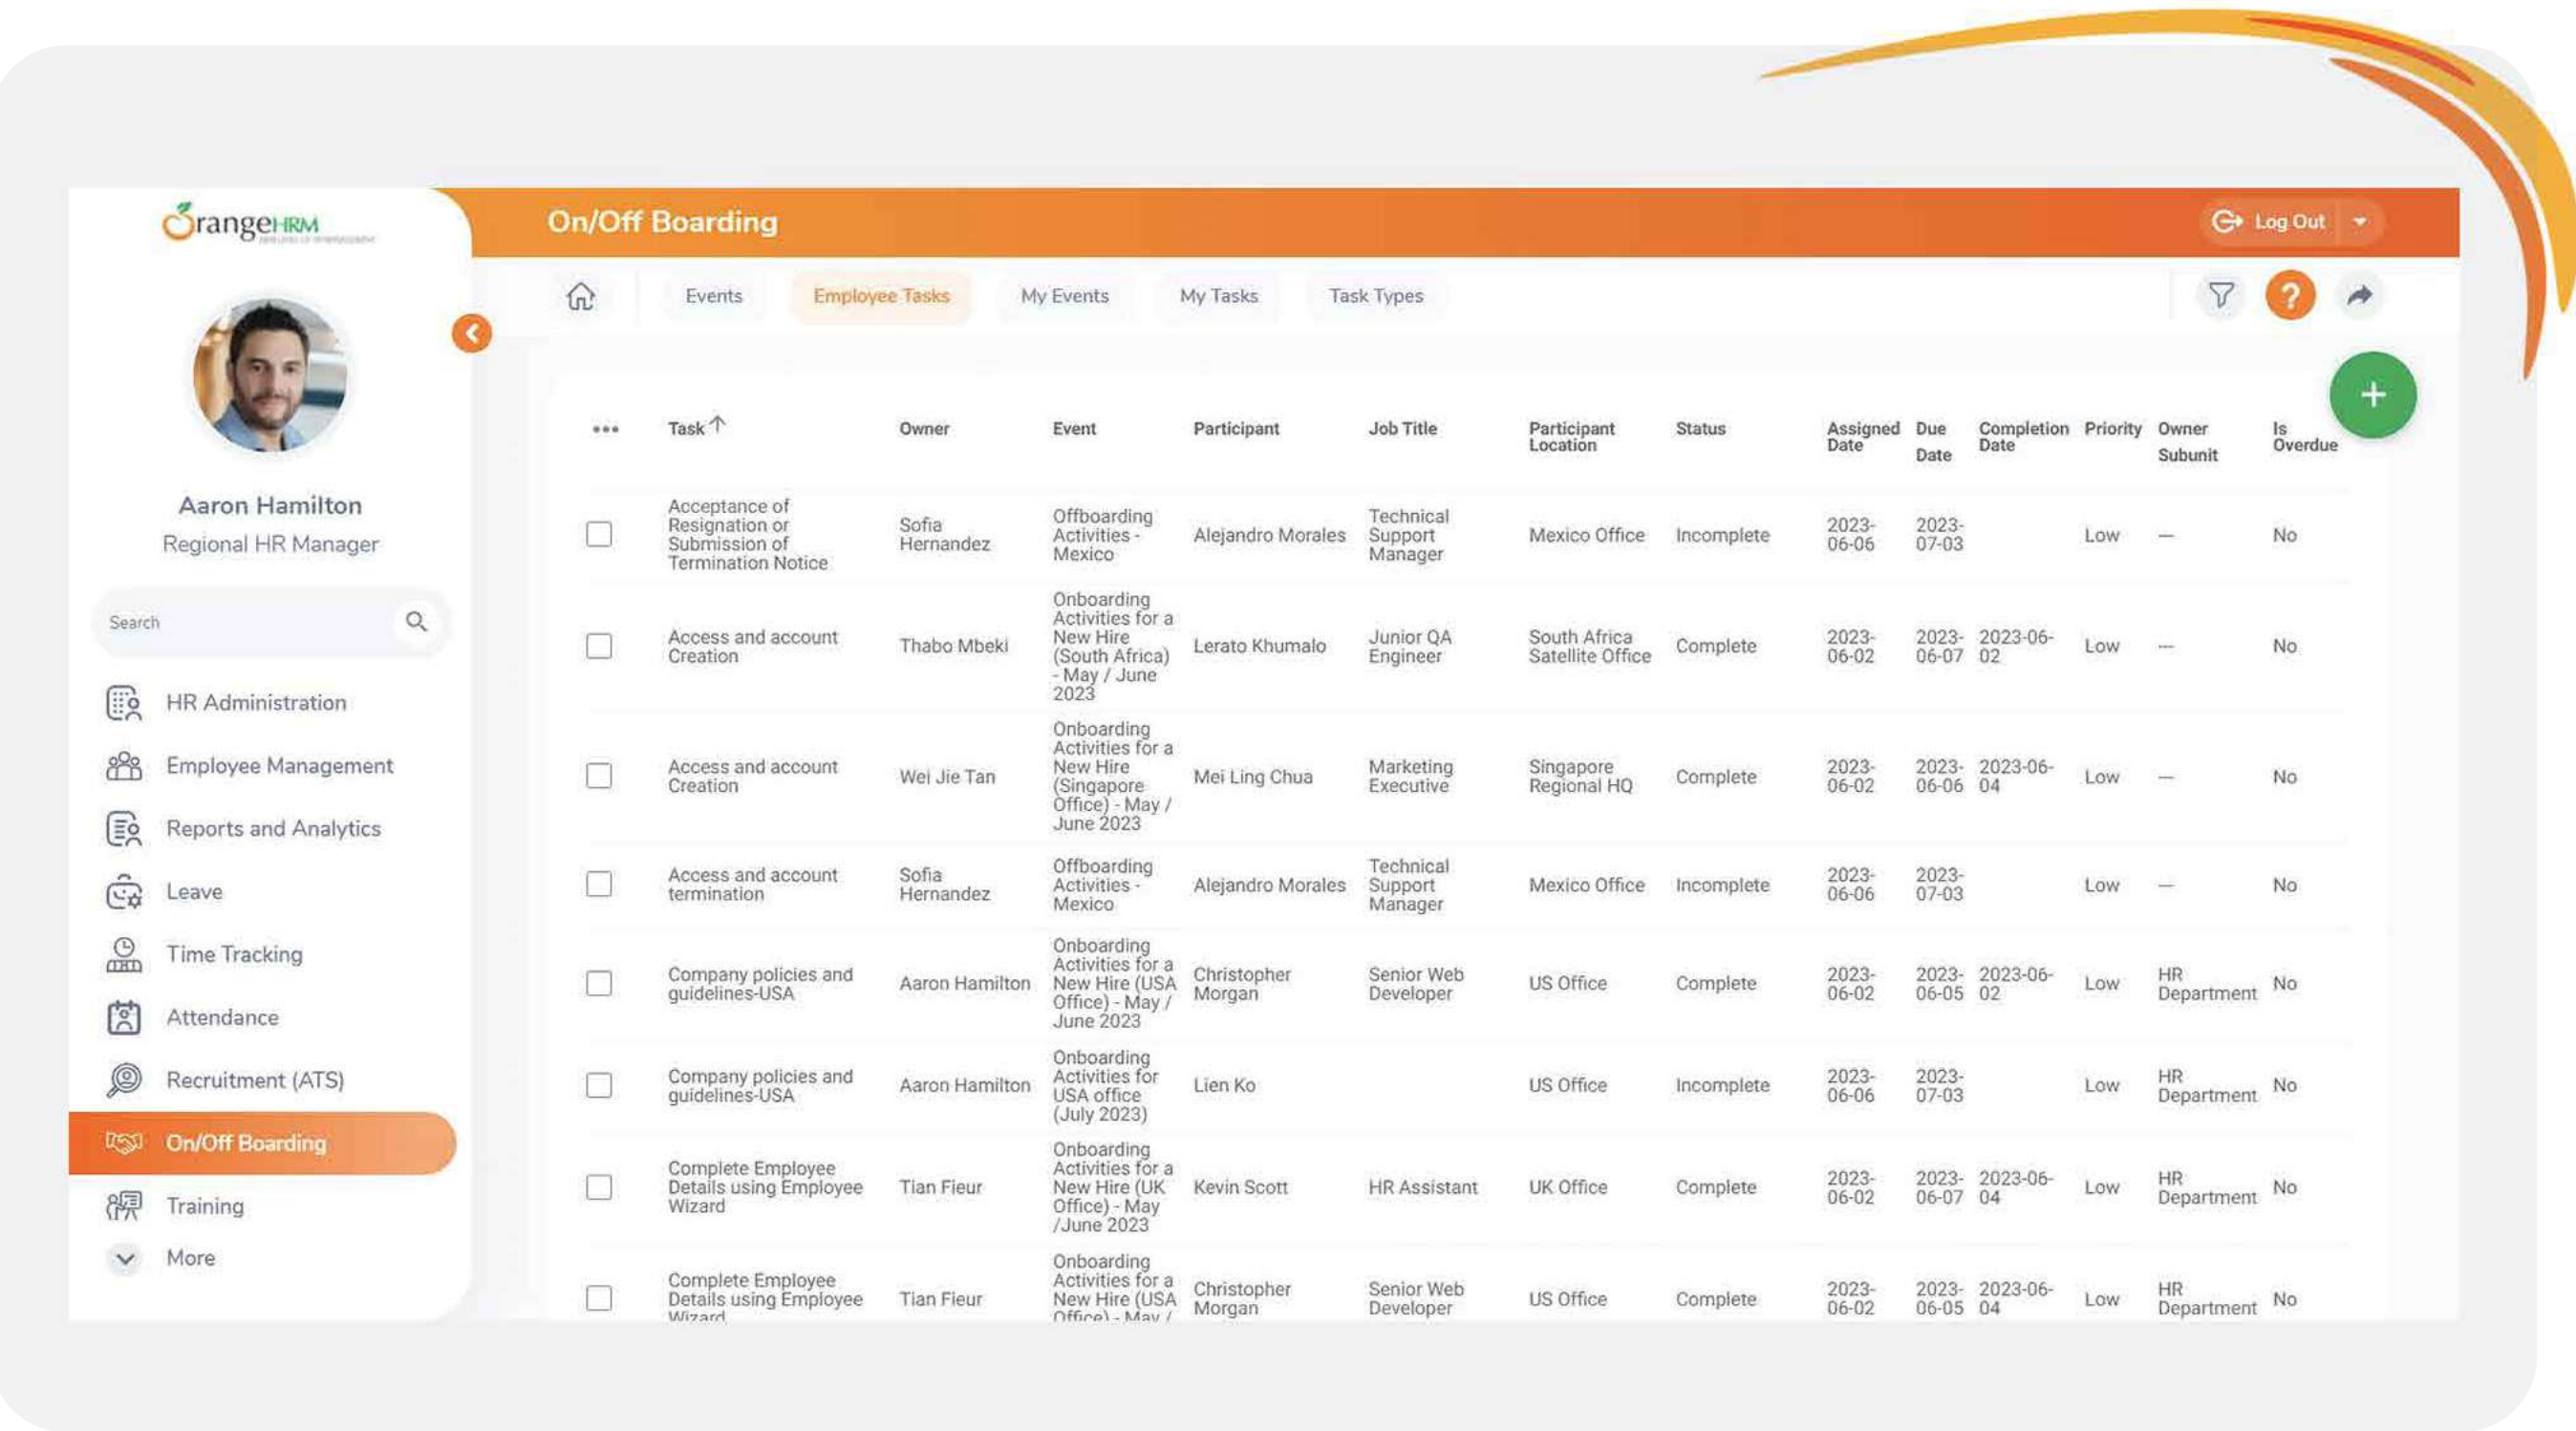 OrangeHRM
On/Off Boarding
Log Out
Aaron Hamilton
Regional HR Manager
Search
HR Administration
Employee Management
Reports and Analytics
Leave
Time Tracking
Attendance
Recruitment (ATS)
On/Off Boarding
Training
More
Events
Employee Tasks
My Events
My Tasks
Task Types
?
+
Task
Owner
Event
Participant
Job Title
Participant
Location
Status
Assigned
Date
Due
Date
Completion
Date
Priority
Owner
Subunit
Is
Overdue
Acceptance of
Resignation or
Submission of
Termination Notice
Sofia
Hernandez
Offboarding
Activities -
Mexico
Alejandro Morales
Technical
Support
Manager
Mexico Office
Incomplete
2023-
06-06
2023-
07-03
Low
—
No
Access and account
Creation
Thabo Mbeki
Onboarding
Activities for a
New Hire
(South Africa)
- May / June
2023
Lerato Khumalo
Junior QA
Engineer
South Africa
Satellite Office
Complete
2023-
06-02
2023-
06-07
2023-06-
02
Low
—
No
Access and account
Creation
Wei Jie Tan
Onboarding
Activities for a
New Hire
(Singapore
Office) - May /
June 2023
Mei Ling Chua
Marketing
Executive
Singapore
Regional HQ
Complete
2023-
06-02
2023-
06-06
2023-06-
04
Low
—
No
Access and account
termination
Sofia
Hernandez
Offboarding
Activities -
Mexico
Alejandro Morales
Technical
Support
Manager
Mexico Office
Incomplete
2023-
06-06
2023-
07-03
Low
—
No
Company policies and
guidelines-USA
Aaron Hamilton
Onboarding
Activities for a
New Hire (USA
Office) - May /
June 2023
Christopher
Morgan
Senior Web
Developer
US Office
Complete
2023-
06-02
2023-
06-05
2023-06-
02
Low
HR
Department
No
Company policies and
guidelines-USA
Aaron Hamilton
Onboarding
Activities for
USA office
(July 2023)
Lien Ko
US Office
Incomplete
2023-
06-06
2023-
07-03
Low
HR
Department
No
Complete Employee
Details using Employee
Wizard
Tian Fieur
Onboarding
Activities for a
New Hire (UK
Office) - May
/June 2023
Kevin Scott
HR Assistant
UK Office
Complete
2023-
06-02
2023-
06-07
2023-06-
04
Low
HR
Department
No
Complete Employee
Details using Employee
Wizard
Tian Fieur
Onboarding
Activities for a
New Hire (USA
Office) - May /
Christopher
Morgan
Senior Web
Developer
US Office
Complete
2023-
06-02
2023-
06-05
2023-06-
04
Low
HR
Department
No